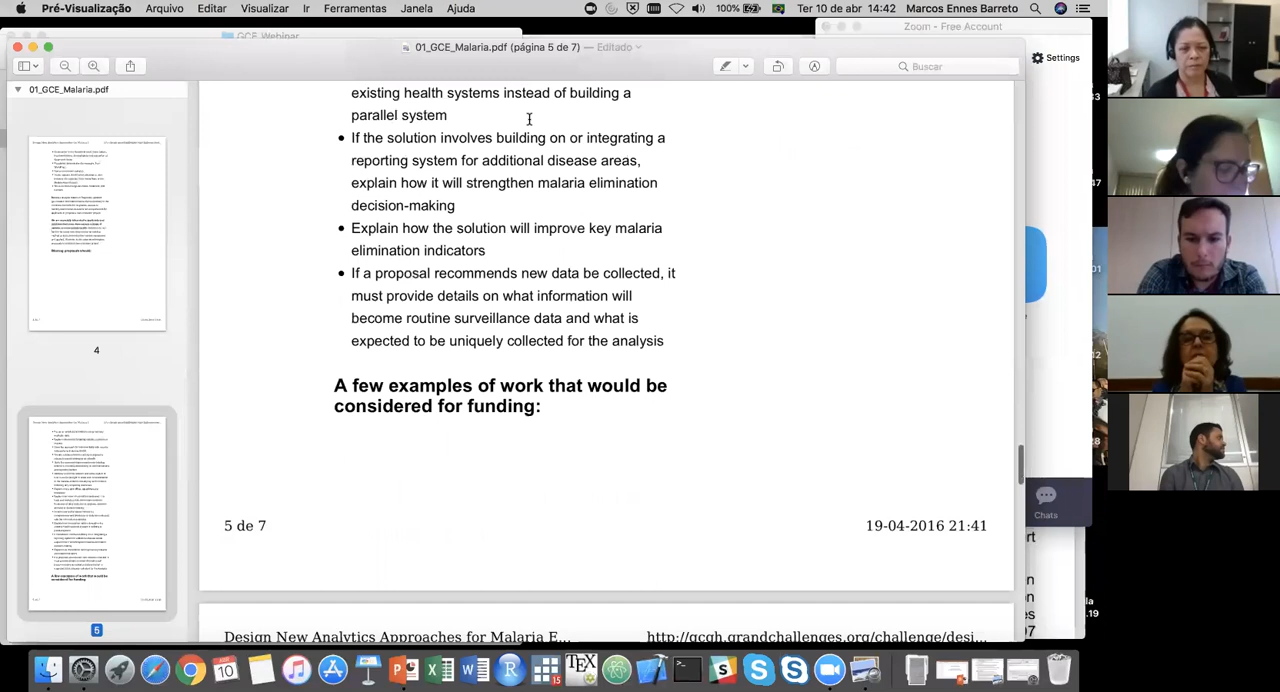 Pré-Visualização Arquivo Editar Visualizar Ir Ferramentas Janela Ajuda 100% Ter 10 de abr 14:42 Marcos Ennes Barreto
GCE Webinar
Zoom - Free Account
01_GCE_Malaria.pdf (página 5 de 7) — Editado
Settings
Buscar
01_GCE_Malaria.pdf
4
5
existing health systems instead of building a
parallel system
If the solution involves building on or integrating a
reporting system for additional disease areas,
explain how it will strengthen malaria elimination
decision-making
Explain how the solution will improve key malaria
elimination indicators
If a proposal recommends new data be collected, it
must provide details on what information will
become routine surveillance data and what is
expected to be uniquely collected for the analysis
A few examples of work that would be
considered for funding:
5 de 7 19-04-2016 21:41
Design New Analytics Approaches for Malaria E... http://gcgh.grandchallenges.org/challenge/desi...
Chats